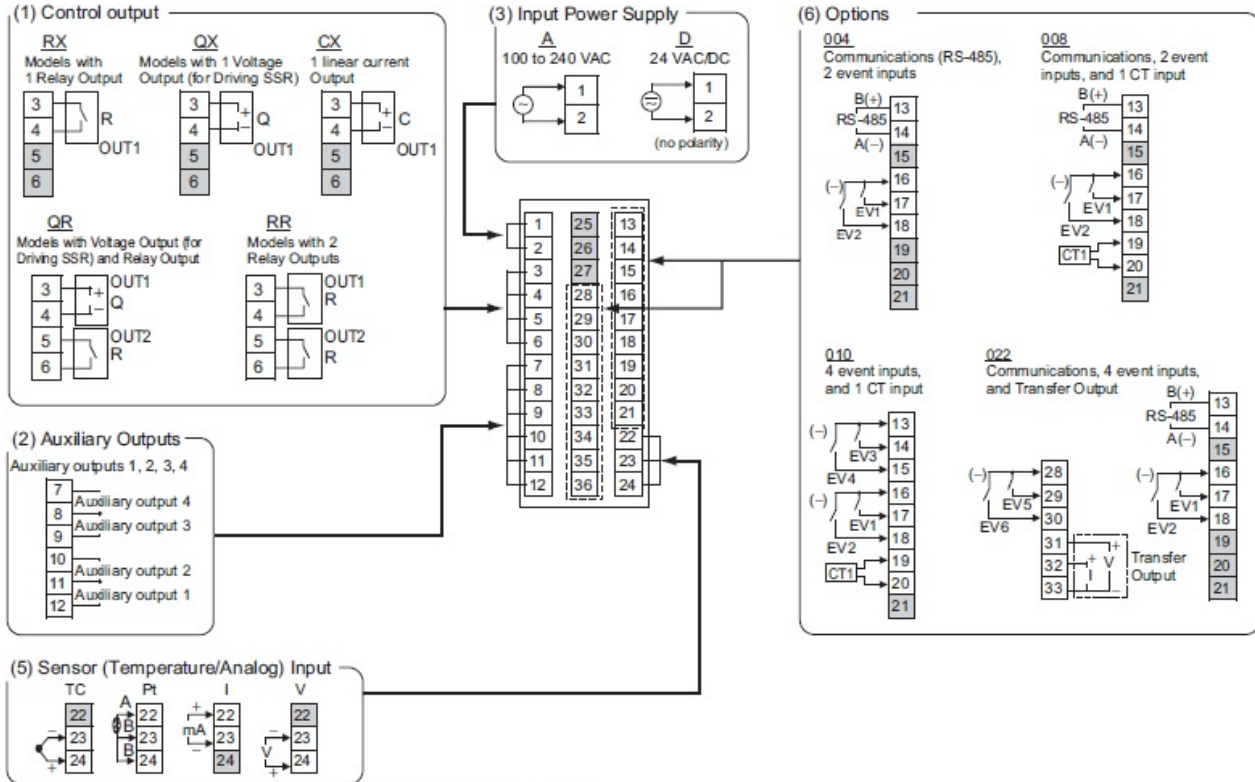 (1) Control output
RX
Models with
1 Relay Output
3
4
5
6
R
OUT1
QX
Models with 1 Voltage
Output (for Driving SSR)
3
4
5
6
+
−
Q
OUT1
CX
1 linear current
Output
3
4
5
6
+
−
C
OUT1
QR
Models with Voltage Output (for
Driving SSR) and Relay Output
3
4
5
6
OUT1
+
−
Q
OUT2
R
RR
Models with 2
Relay Outputs
3
4
5
6
OUT1
R
OUT2
R
(2) Auxiliary Outputs
Auxiliary outputs 1, 2, 3, 4
7
8
9
10
11
12
Auxiliary output 4
Auxiliary output 3
Auxiliary output 2
Auxiliary output 1
(3) Input Power Supply
A
100 to 240 VAC
1
2
D
24 VAC/DC
1
2
(no polarity)
1 25 13
2 26 14
3 27 15
4 28 16
5 29 17
6 30 18
7 31 19
8 32 20
9 33 21
10 34 22
11 35 23
12 36 24
(5) Sensor (Temperature/Analog) Input
TC
22
23
24
−
+
Pt
A
B
B
22
23
24
I
+
mA
−
22
23
24
V
−
V
+
22
23
24
(6) Options
004
Communications (RS-485),
2 event inputs
B(+)
RS-485
A(−)
(−)
EV1
EV2
13
14
15
16
17
18
19
20
21
008
Communications, 2 event
inputs, and 1 CT input
B(+)
RS-485
A(−)
(−)
EV1
EV2
CT1
13
14
15
16
17
18
19
20
21
010
4 event inputs,
and 1 CT input
(−)
EV3
EV4
(−)
EV1
EV2
CT1
13
14
15
16
17
18
19
20
21
022
Communications, 4 event inputs,
and Transfer Output
(−)
EV5
EV6
28
29
30
31
32
33
+
+
V
I
−
Transfer
Output
B(+)
RS-485
A(−)
(−)
EV1
EV2
13
14
15
16
17
18
19
20
21